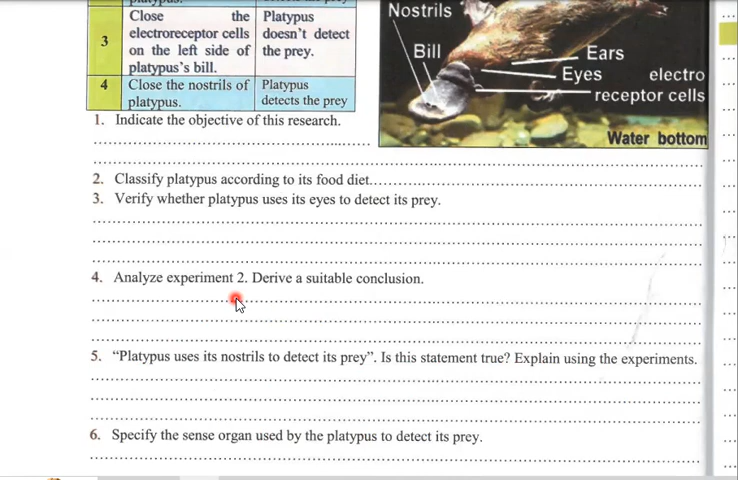 3
Close the
electroreceptor cells
on the left side of
platypus's bill.
Platypus
doesn't detect
the prey.
4
Close the nostrils of
platypus.
Platypus
detects the prey
Nostrils
Bill
Ears
Eyes
electro
receptor cells
Water bottom
1. Indicate the objective of this research.
2. Classify platypus according to its food diet
3. Verify whether platypus uses its eyes to detect its prey.
4. Analyze experiment 2. Derive a suitable conclusion.
5. “Platypus uses its nostrils to detect its prey”. Is this statement true? Explain using the experiments.
6. Specify the sense organ used by the platypus to detect its prey.